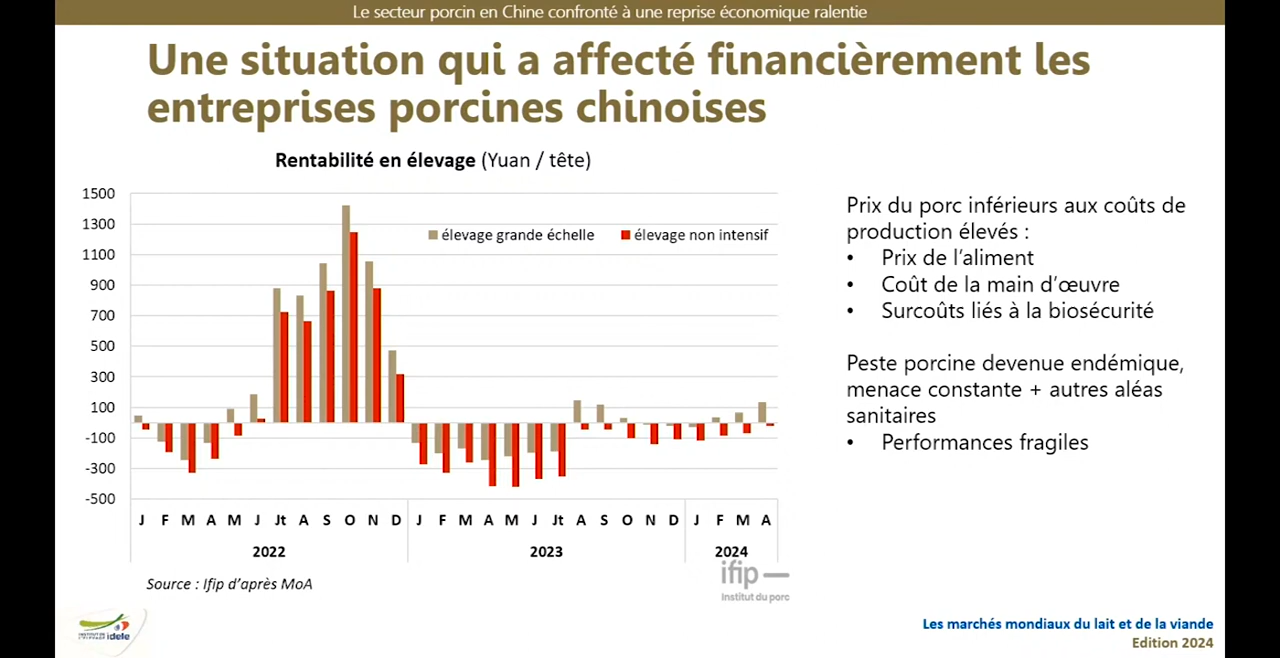 Le secteur porcin en Chine confronté à une reprise économique ralentie
Une situation qui a affecté financièrement les
entreprises porcines chinoises
Rentabilité en élevage (Yuan / tête)
1500
1300
1100
900
700
500
300
100
-100
-300
-500
élevage grande échelle
élevage non intensif
J F M A M J Jt A S O N D J F M A M J Jt A S O N D J F M A
2022 2023 2024
Source : Ifip d'après MoA
ifip
Institut du porc
Prix du porc inférieurs aux coûts de
production élevés :
• Prix de l'aliment
• Coût de la main d'œuvre
• Surcoûts liés à la biosécurité
Peste porcine devenue endémique,
menace constante + autres aléas
sanitaires
• Performances fragiles
INSTITUT DE
L'ELEVAGE idele
Les marchés mondiaux du lait et de la viande
Edition 2024